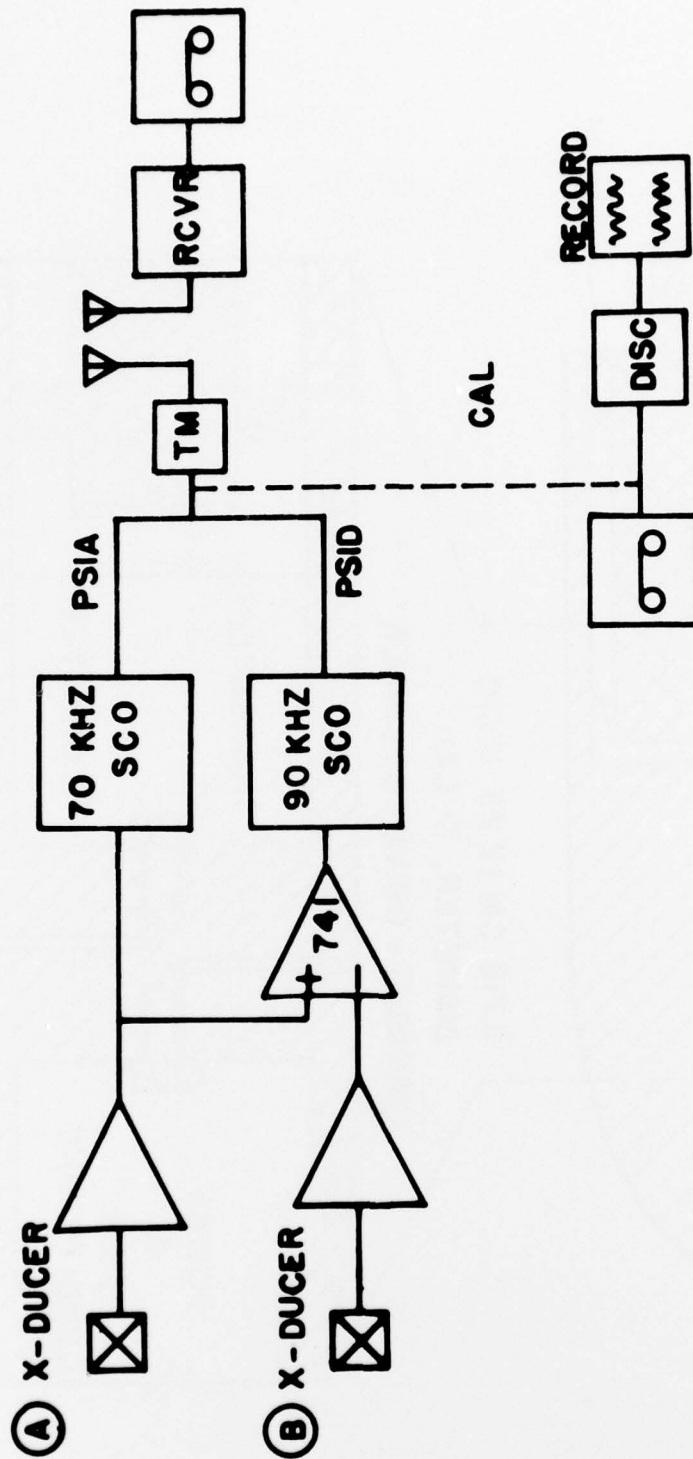 A X-DUCER
70 KHZ
SCO
PSIA
B X-DUCER
+
741
−
90 KHZ
SCO
PSID
TM
RCVR
CAL
DISC
RECORD